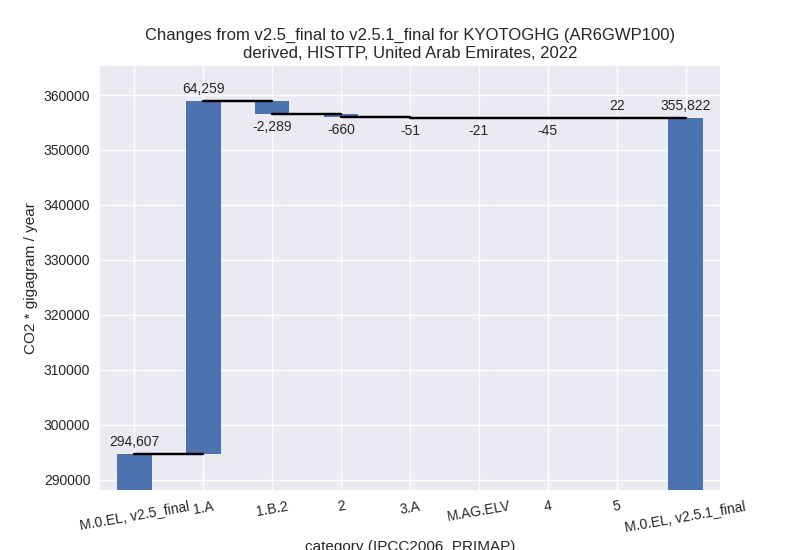 Changes from v2.5_final to v2.5.1_final for KYOTOGHG (AR6GWP100)
derived, HISTTP, United Arab Emirates, 2022
CO2 * gigagram / year
360000
350000
340000
330000
320000
310000
300000
290000
294,607
64,259
-2,289
-660
-51
-21
-45
22
355,822
M.0.EL, v2.5_final
1.A
1.B.2
2
3.A
M.AG.ELV
4
5
M.0.EL, v2.5.1_final
category (IPCC2006_PRIMAP)